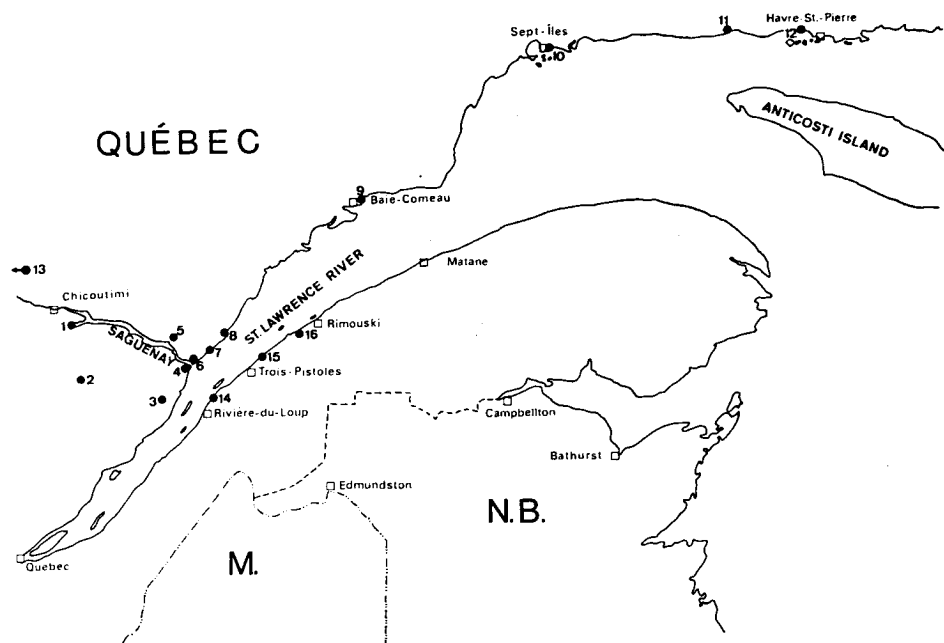 11
Havre-St.-Pierre
Sept-Îles
12
10
ANTICOSTI ISLAND
QUÉBEC
9
Baie-Comeau
13
Matane
Chicoutimi
ST. LAWRENCE RIVER
1
5
8
Rimouski
SAGUENAY
7
16
6
15
4
Trois-Pistoles
2
3
14
Rivière-du-Loup
Campbellton
Bathurst
Edmundston
N.B.
M.
Quebec